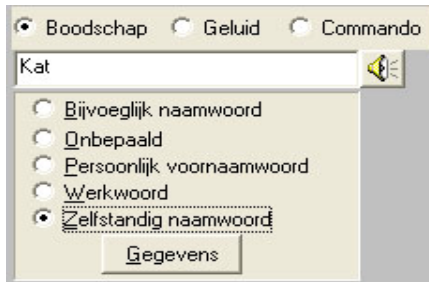 Boodschap Geluid Commando
Kat
Bijvoeglijk naamwoord
Onbepaald
Persoonlijk voornaamwoord
Werkwoord
Zelfstandig naamwoord
Gegevens